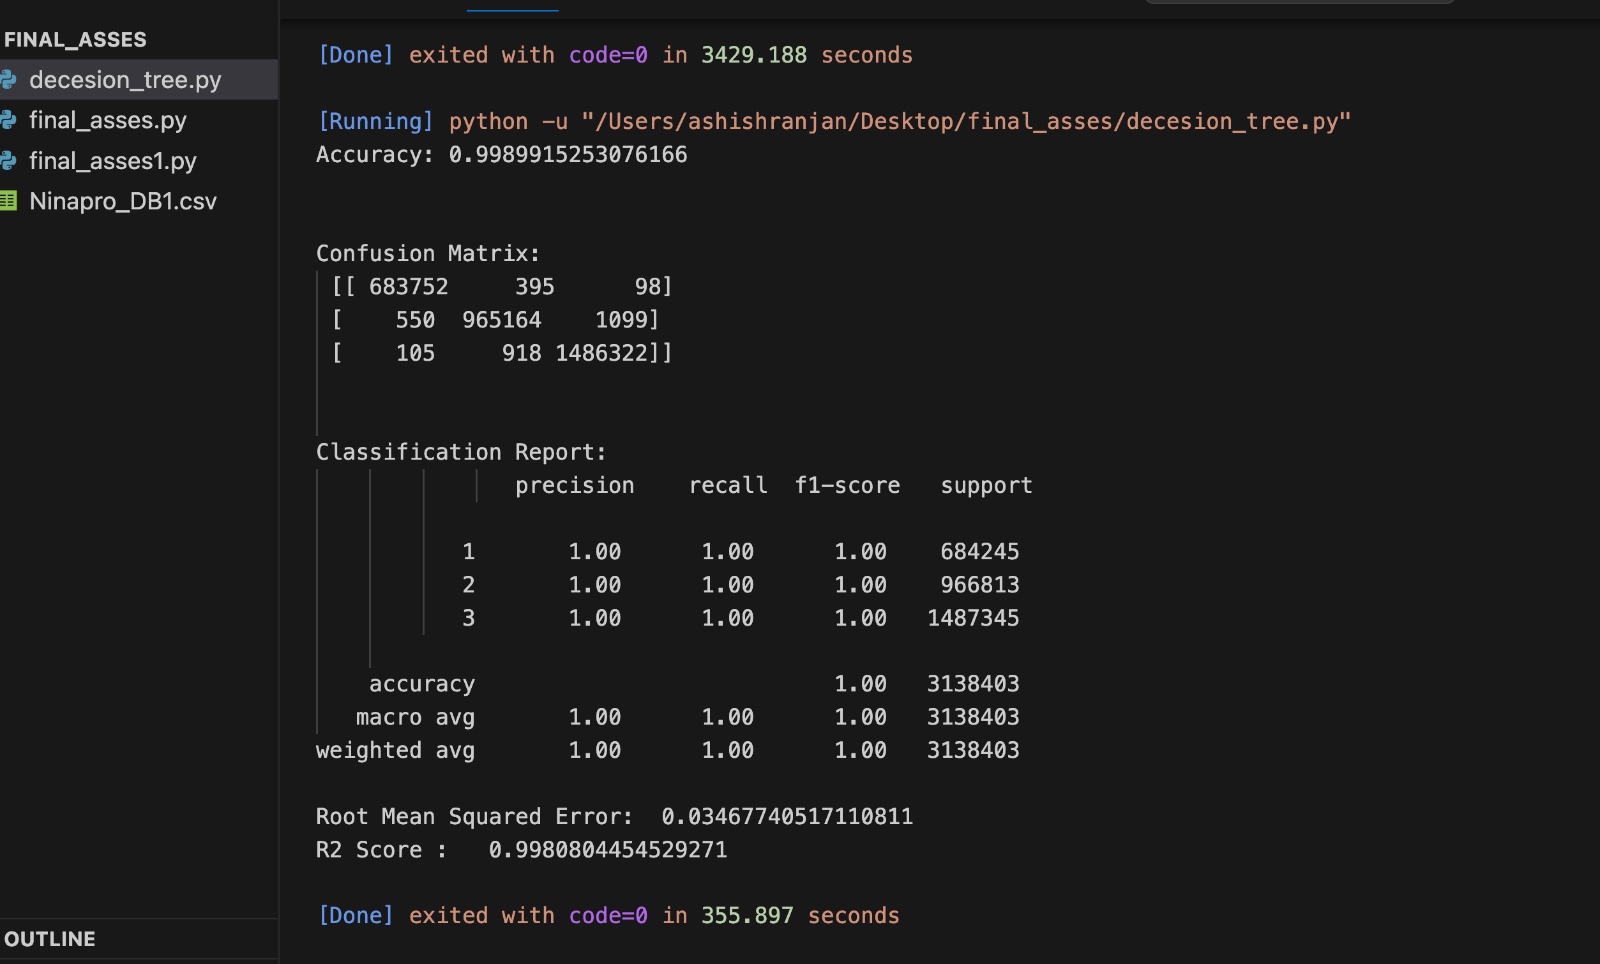 FINAL_ASSES
decesion_tree.py
final_asses.py
final_asses1.py
Ninapro_DB1.csv
OUTLINE
[Done] exited with code=0 in 3429.188 seconds
[Running] python -u "/Users/ashishranjan/Desktop/final_asses/decesion_tree.py"
Accuracy: 0.9989915253076166
Confusion Matrix:
[[ 683752 395 98]
[ 550 965164 1099]
[ 105 918 1486322]]
Classification Report:
precision recall f1-score support
1 1.00 1.00 1.00 684245
2 1.00 1.00 1.00 966813
3 1.00 1.00 1.00 1487345
accuracy 1.00 3138403
macro avg 1.00 1.00 1.00 3138403
weighted avg 1.00 1.00 1.00 3138403
Root Mean Squared Error: 0.03467740517110811
R2 Score : 0.9980804454529271
[Done] exited with code=0 in 355.897 seconds